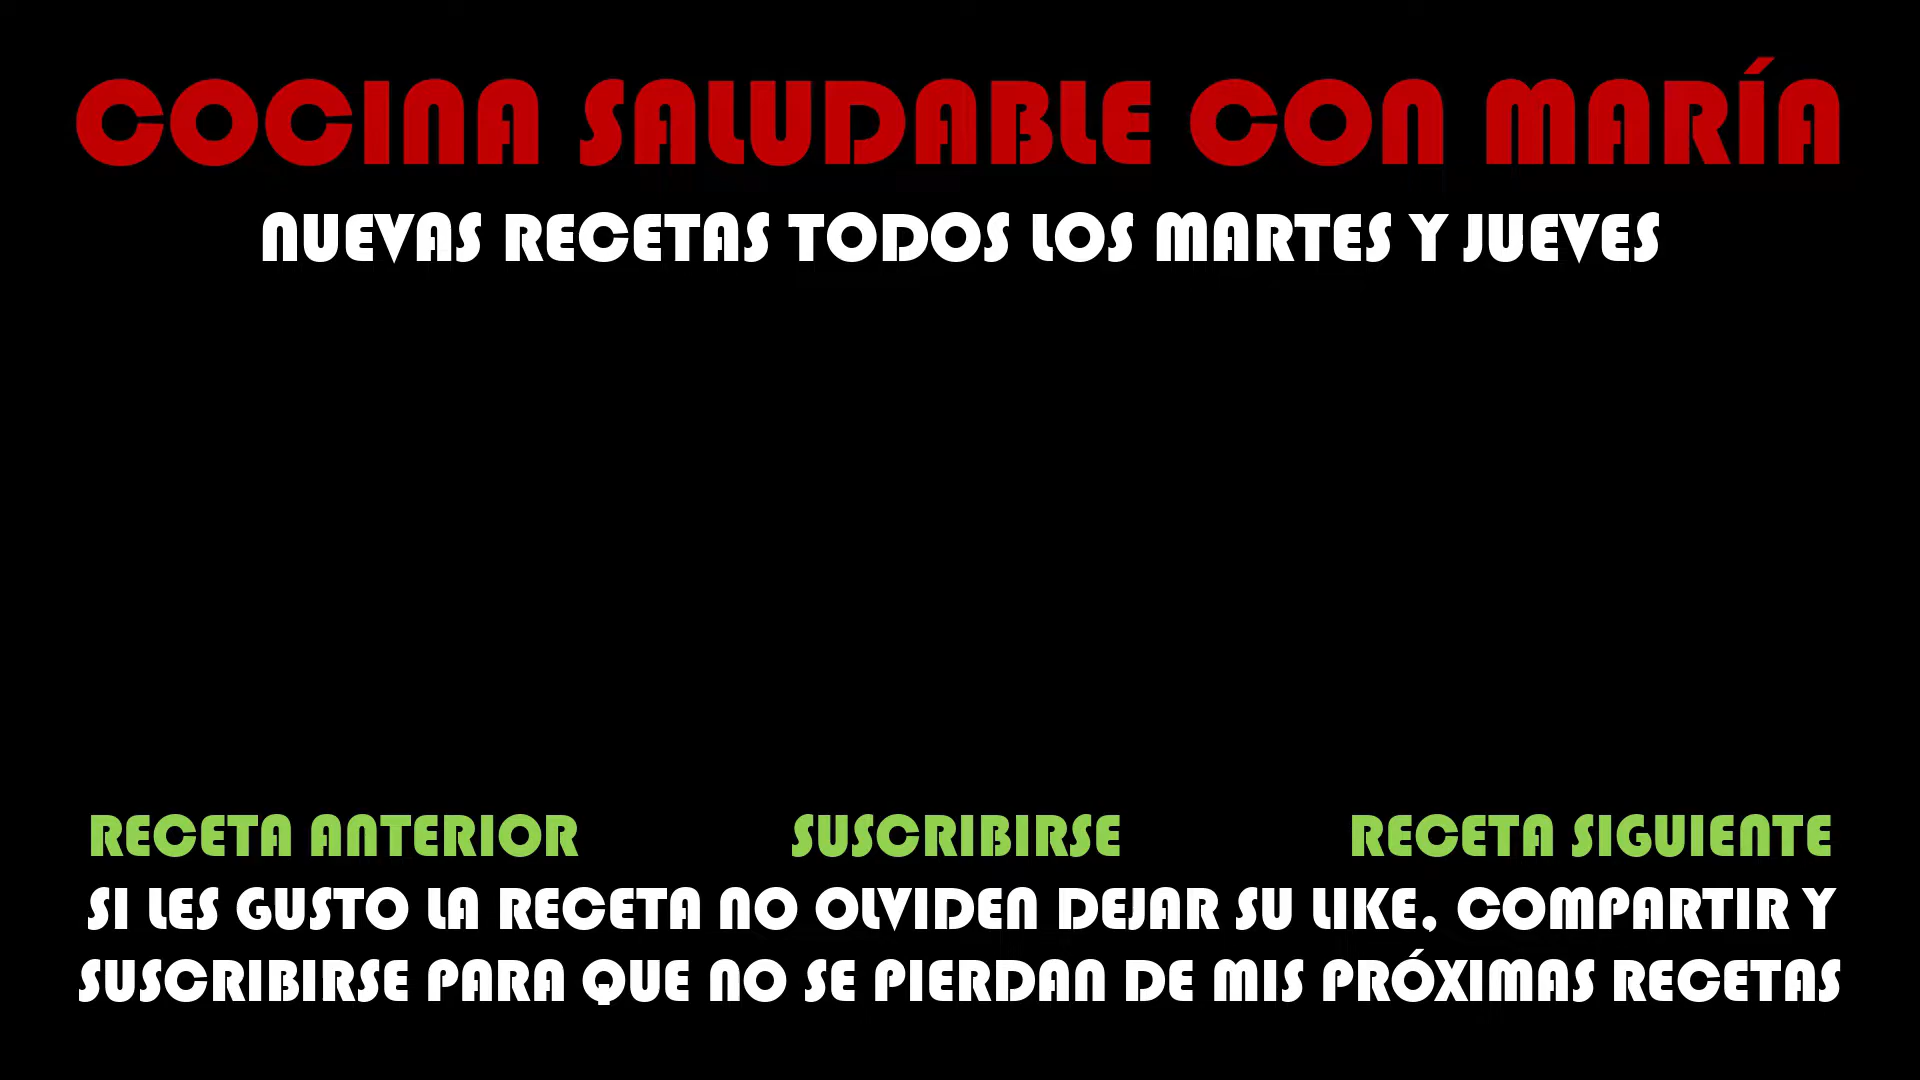 COCINA SALUDABLE CON MARÍA
NUEVAS RECETAS TODOS LOS MARTES Y JUEVES
RECETA ANTERIOR SUSCRIBIRSE RECETA SIGUIENTE
SI LES GUSTO LA RECETA NO OLVIDEN DEJAR SU LIKE, COMPARTIR Y
SUSCRIBIRSE PARA QUE NO SE PIERDAN DE MIS PRÓXIMAS RECETAS